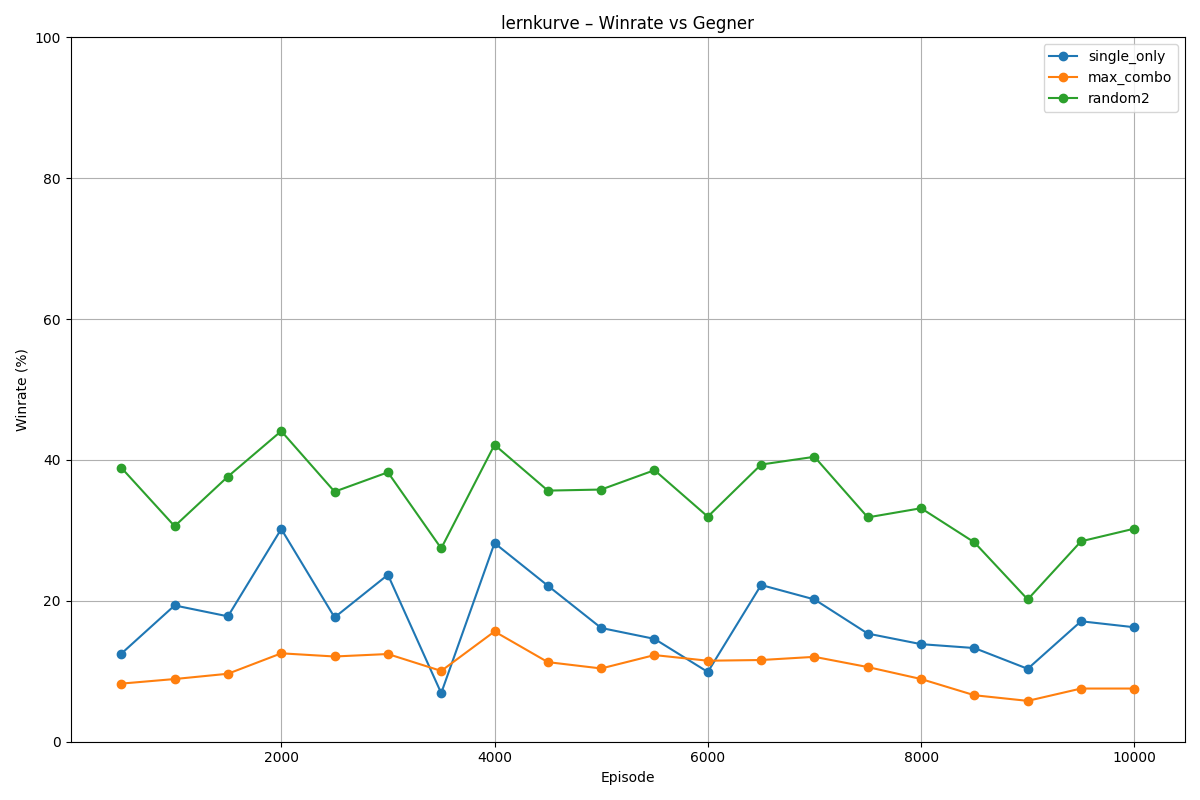 lernkurve – Winrate vs Gegner
100
80
60
40
20
0
Winrate (%)
2000
4000
6000
8000
10000
Episode
single_only
max_combo
random2